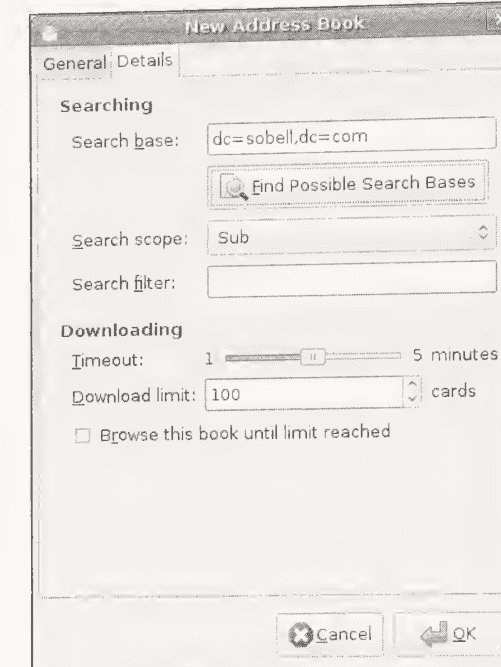 New Address Book
General Details
Searching
Search base: dc=sobell,dc=com
Find Possible Search Bases
Search scope: Sub
Search filter:
Downloading
Timeout: 1 5 minutes
Download limit: 100 cards
Browse this book until limit reached
Cancel OK